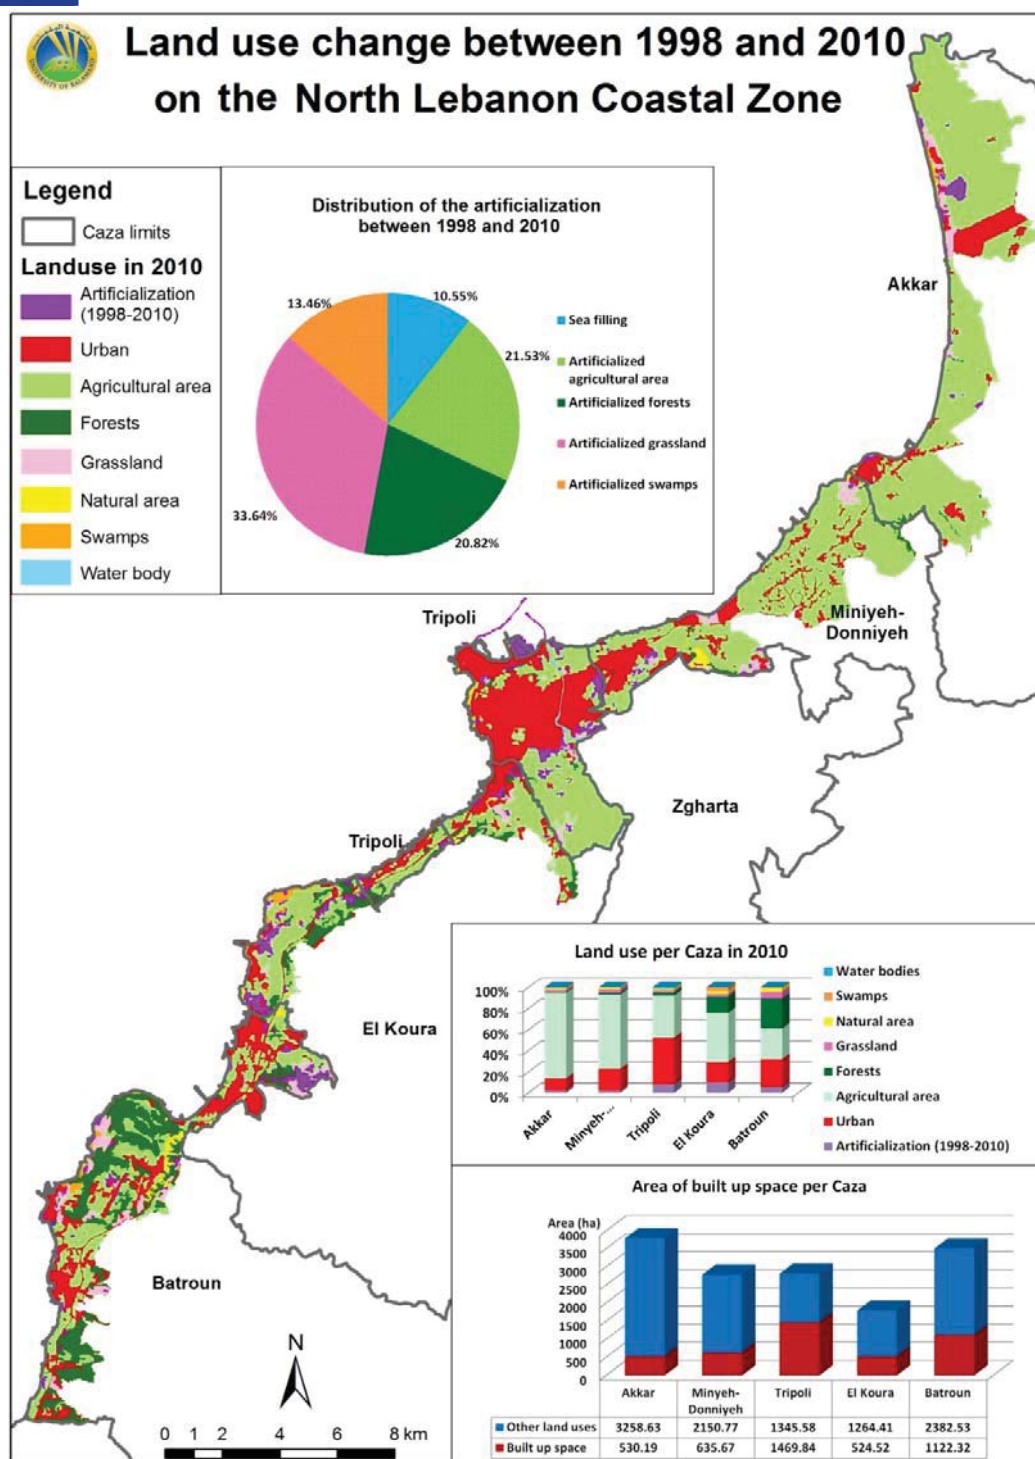 Land use change between 1998 and 2010
on the North Lebanon Coastal Zone
UNIVERSITY OF BALAMAND
Legend
Caza limits
Landuse in 2010
Artificialization
(1998-2010)
Urban
Agricultural area
Forests
Grassland
Natural area
Swamps
Water body
Distribution of the artificialization
between 1998 and 2010
13.46%
10.55%
21.53%
33.64%
20.82%
Sea filling
Artificialized
agricultural area
Artificialized forests
Artificialized grassland
Artificialized swamps
Akkar
Miniyeh-
Donniyeh
Tripoli
Zgharta
Tripoli
El Koura
Batroun
N
0 1 2 4 6 8 km
Land use per Caza in 2010
100%
80%
60%
40%
20%
0%
Akkar
Minyeh-...
Tripoli
El Koura
Batroun
Water bodies
Swamps
Natural area
Grassland
Forests
Agricultural area
Urban
Artificialization (1998-2010)
Area of built up space per Caza
Area (ha)
4000
3500
3000
2500
2000
1500
1000
500
0
Akkar Minyeh-Donniyeh Tripoli El Koura Batroun
Other land uses 3258.63 2150.77 1345.58 1264.41 2382.53
Built up space 530.19 635.67 1469.84 524.52 1122.32